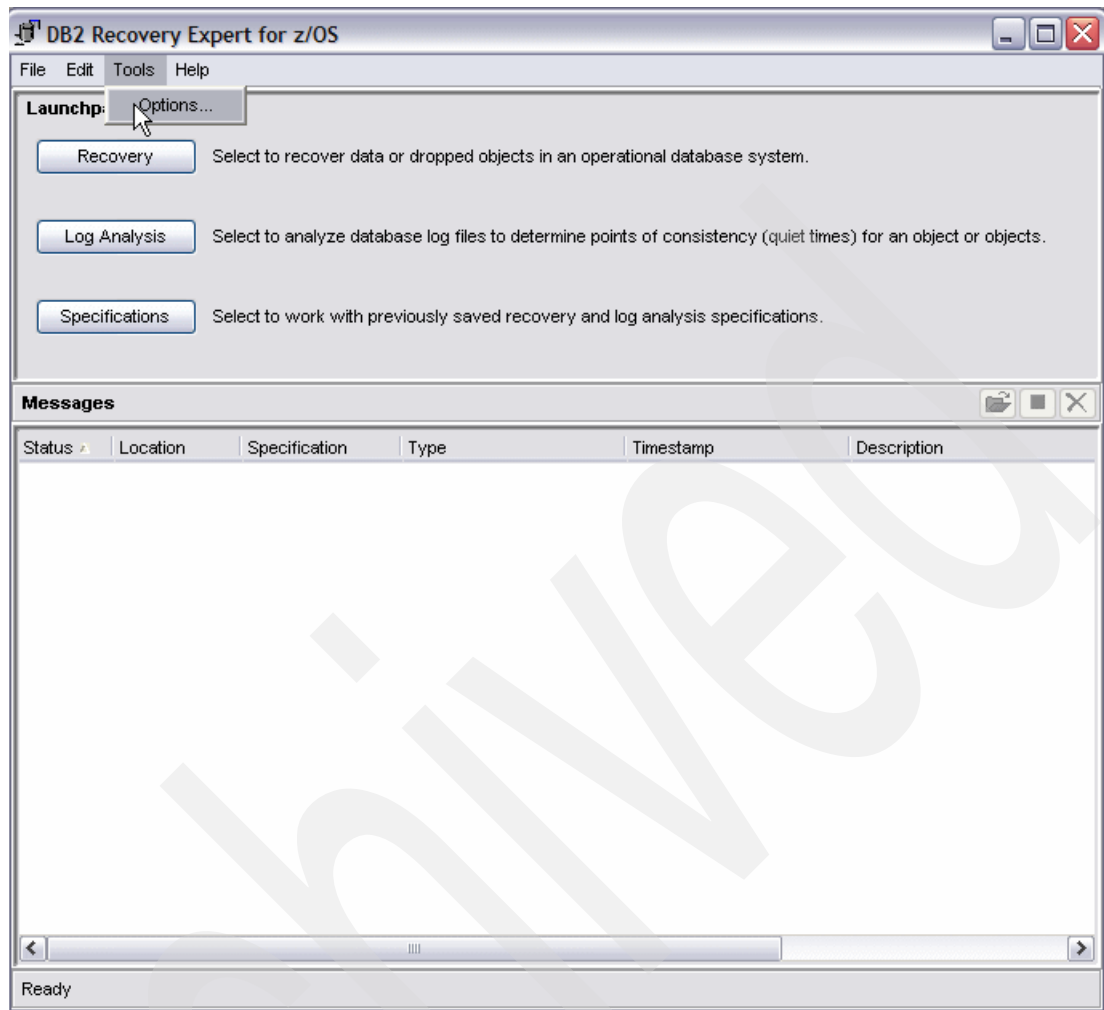 DB2 Recovery Expert for z/OS
File Edit Tools Help
Options...
Launchp
Recovery Select to recover data or dropped objects in an operational database system.
Log Analysis Select to analyze database log files to determine points of consistency (quiet times) for an object or objects.
Specifications Select to work with previously saved recovery and log analysis specifications.
Messages
Status Location Specification Type Timestamp Description
Ready
hived